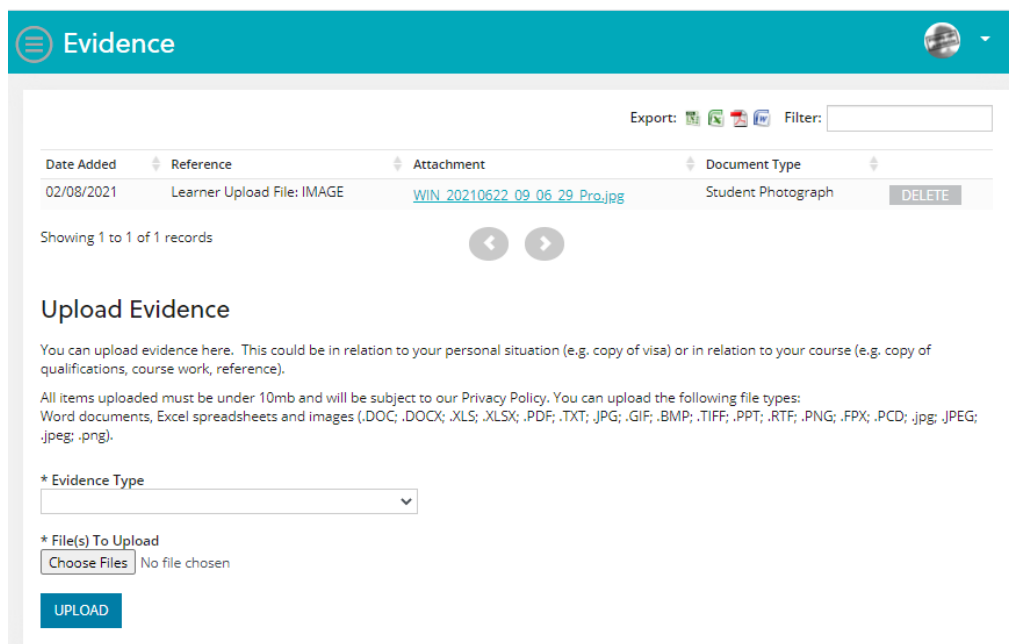 Evidence
Export: Filter:
Date Added Reference Attachment Document Type
02/08/2021 Learner Upload File: IMAGE WIN_20210622_09_06_29_Pro.jpg Student Photograph DELETE
Showing 1 to 1 of 1 records
Upload Evidence
You can upload evidence here. This could be in relation to your personal situation (e.g. copy of visa) or in relation to your course (e.g. copy of
qualifications, course work, reference).
All items uploaded must be under 10mb and will be subject to our Privacy Policy. You can upload the following file types:
Word documents, Excel spreadsheets and images (.DOC; .DOCX; .XLS; .XLSX; .PDF; .TXT; .JPG; .GIF; .BMP; .TIFF; .PPT; .RTF; .PNG; .FPX; .PCD; .jpg; .JPEG;
.jpeg; .png).
* Evidence Type
* File(s) To Upload
Choose Files No file chosen
UPLOAD